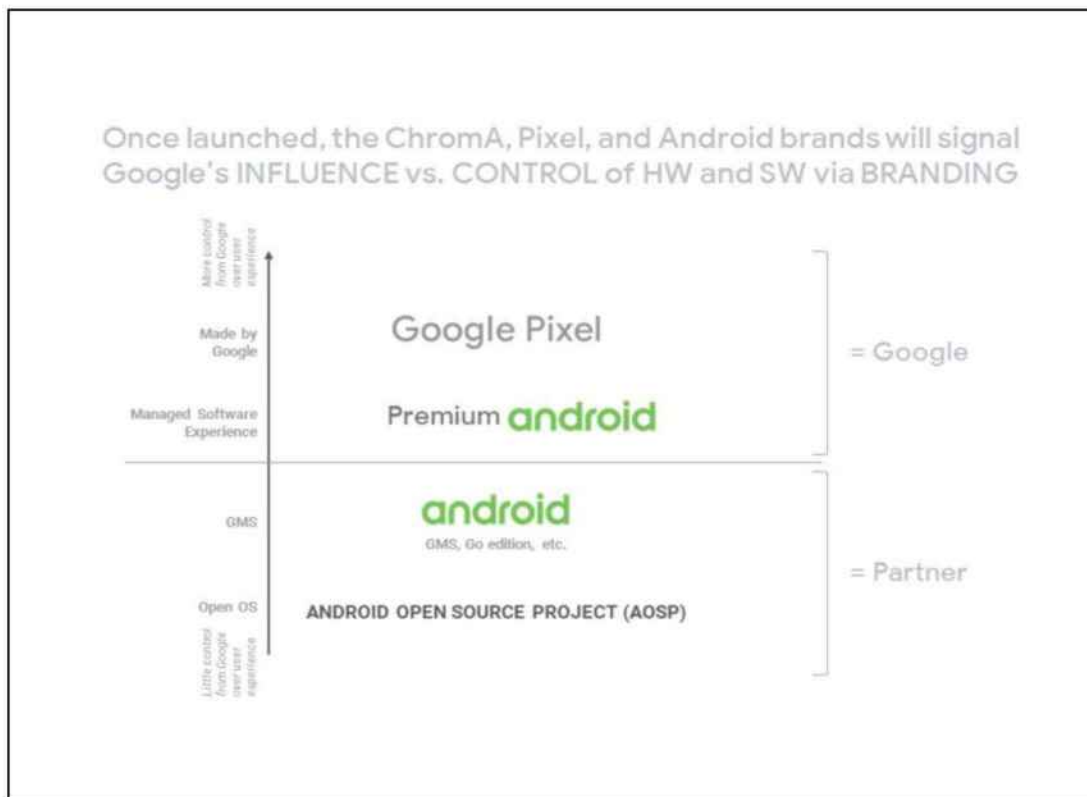 Once launched, the ChromA, Pixel, and Android brands will signal
Google's INFLUENCE vs. CONTROL of HW and SW via BRANDING
More control
from Google
over user
experience
Made by
Google
Google Pixel
= Google
Managed Software
Experience
Premium android
GMS
android
GMS, Go edition, etc.
= Partner
Open OS
ANDROID OPEN SOURCE PROJECT (AOSP)
Little control
from Google
over user
experience